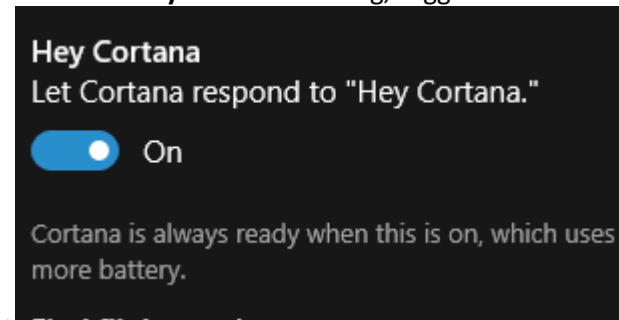 Hey Cortana
Let Cortana respond to "Hey Cortana."
On
Cortana is always ready when this is on, which uses
more battery.